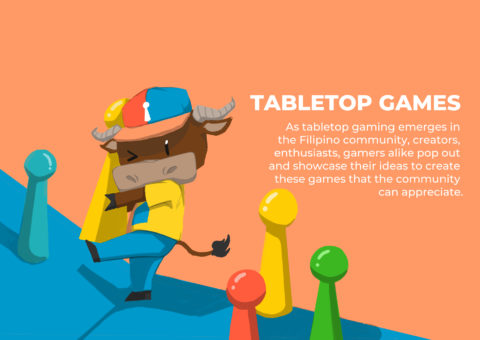 TABLETOP GAMES
As tabletop gaming emerges in
the Filipino community, creators,
enthusiasts, gamers alike pop out
and showcase their ideas to create
these games that the community
can appreciate.